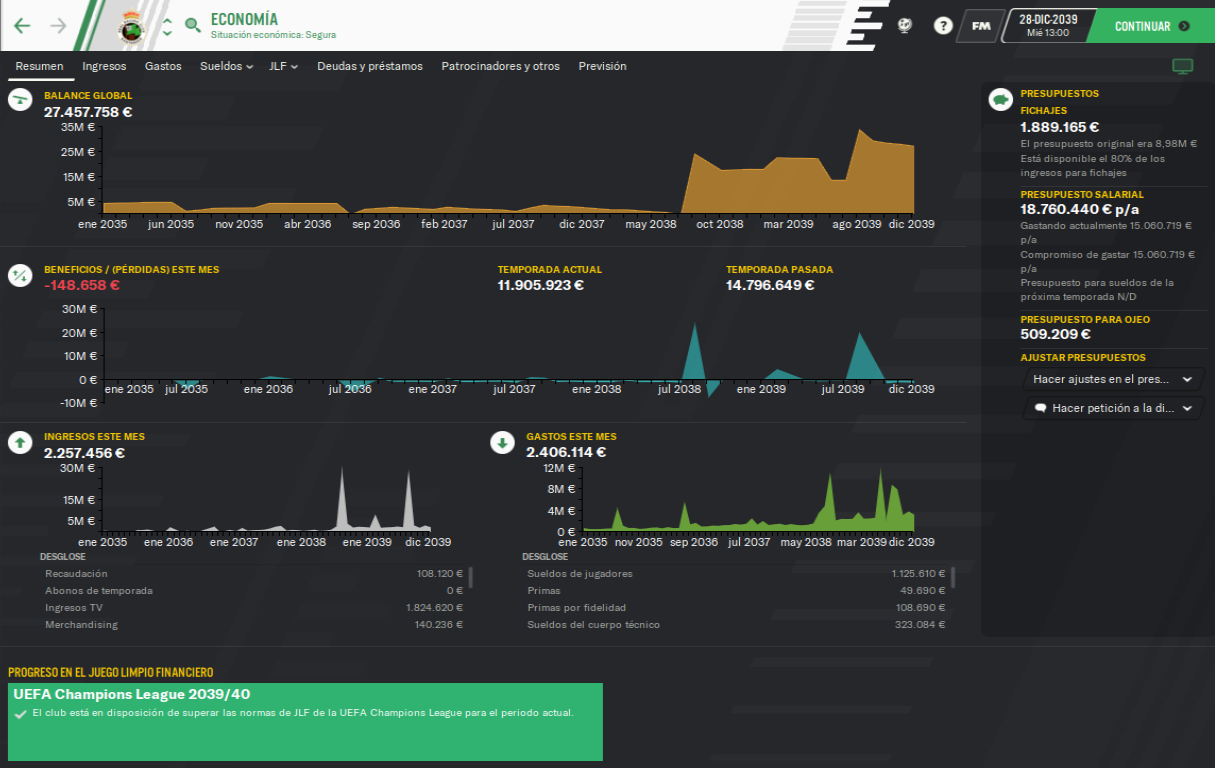 ECONOMÍA
Situación económica: Segura
FM
28-DIC-2039
Mié 13:00
CONTINUAR
Resumen Ingresos Gastos Sueldos JLF Deudas y préstamos Patrocinadores y otros Previsión
BALANCE GLOBAL
27.457.758 €
35M €
25M €
15M €
5M €
ene 2035 jun 2035 nov 2035 abr 2036 sep 2036 feb 2037 jul 2037 dic 2037 may 2038 oct 2038 mar 2039 ago 2039 dic 2039
BENEFICIOS / (PÉRDIDAS) ESTE MES
-148.658 €
TEMPORADA ACTUAL
11.905.923 €
TEMPORADA PASADA
14.796.649 €
30M €
20M €
10M €
0 €
-10M €
ene 2035 jul 2035 ene 2036 jul 2036 ene 2037 jul 2037 ene 2038 jul 2038 ene 2039 jul 2039 dic 2039
INGRESOS ESTE MES
2.257.456 €
30M €
15M €
5M €
ene 2035 ene 2036 ene 2037 ene 2038 ene 2039 dic 2039
DESGLOSE
Recaudación 108.120 €
Abonos de temporada 0 €
Ingresos TV 1.824.620 €
Merchandising 140.236 €
GASTOS ESTE MES
2.406.114 €
12M €
8M €
4M €
0 €
ene 2035 nov 2035 sep 2036 jul 2037 may 2038 mar 2039 dic 2039
DESGLOSE
Sueldos de jugadores 1.125.610 €
Primas 49.690 €
Primas por fidelidad 108.690 €
Sueldos del cuerpo técnico 323.084 €
PRESUPUESTOS
FICHAJES
1.889.165 €
El presupuesto original era 8,98M €
Está disponible el 80% de los
ingresos para fichajes
PRESUPUESTO SALARIAL
18.760.440 € p/a
Gastando actualmente 15.060.719 €
p/a
Compromiso de gastar 15.060.719 €
p/a
Presupuesto para sueldos de la
próxima temporada N/D
PRESUPUESTO PARA OJEO
509.209 €
AJUSTAR PRESUPUESTOS
Hacer ajustes en el pres...
Hacer petición a la di...
PROGRESO EN EL JUEGO LIMPIO FINANCIERO
UEFA Champions League 2039/40
El club está en disposición de superar las normas de JLF de la UEFA Champions League para el periodo actual.